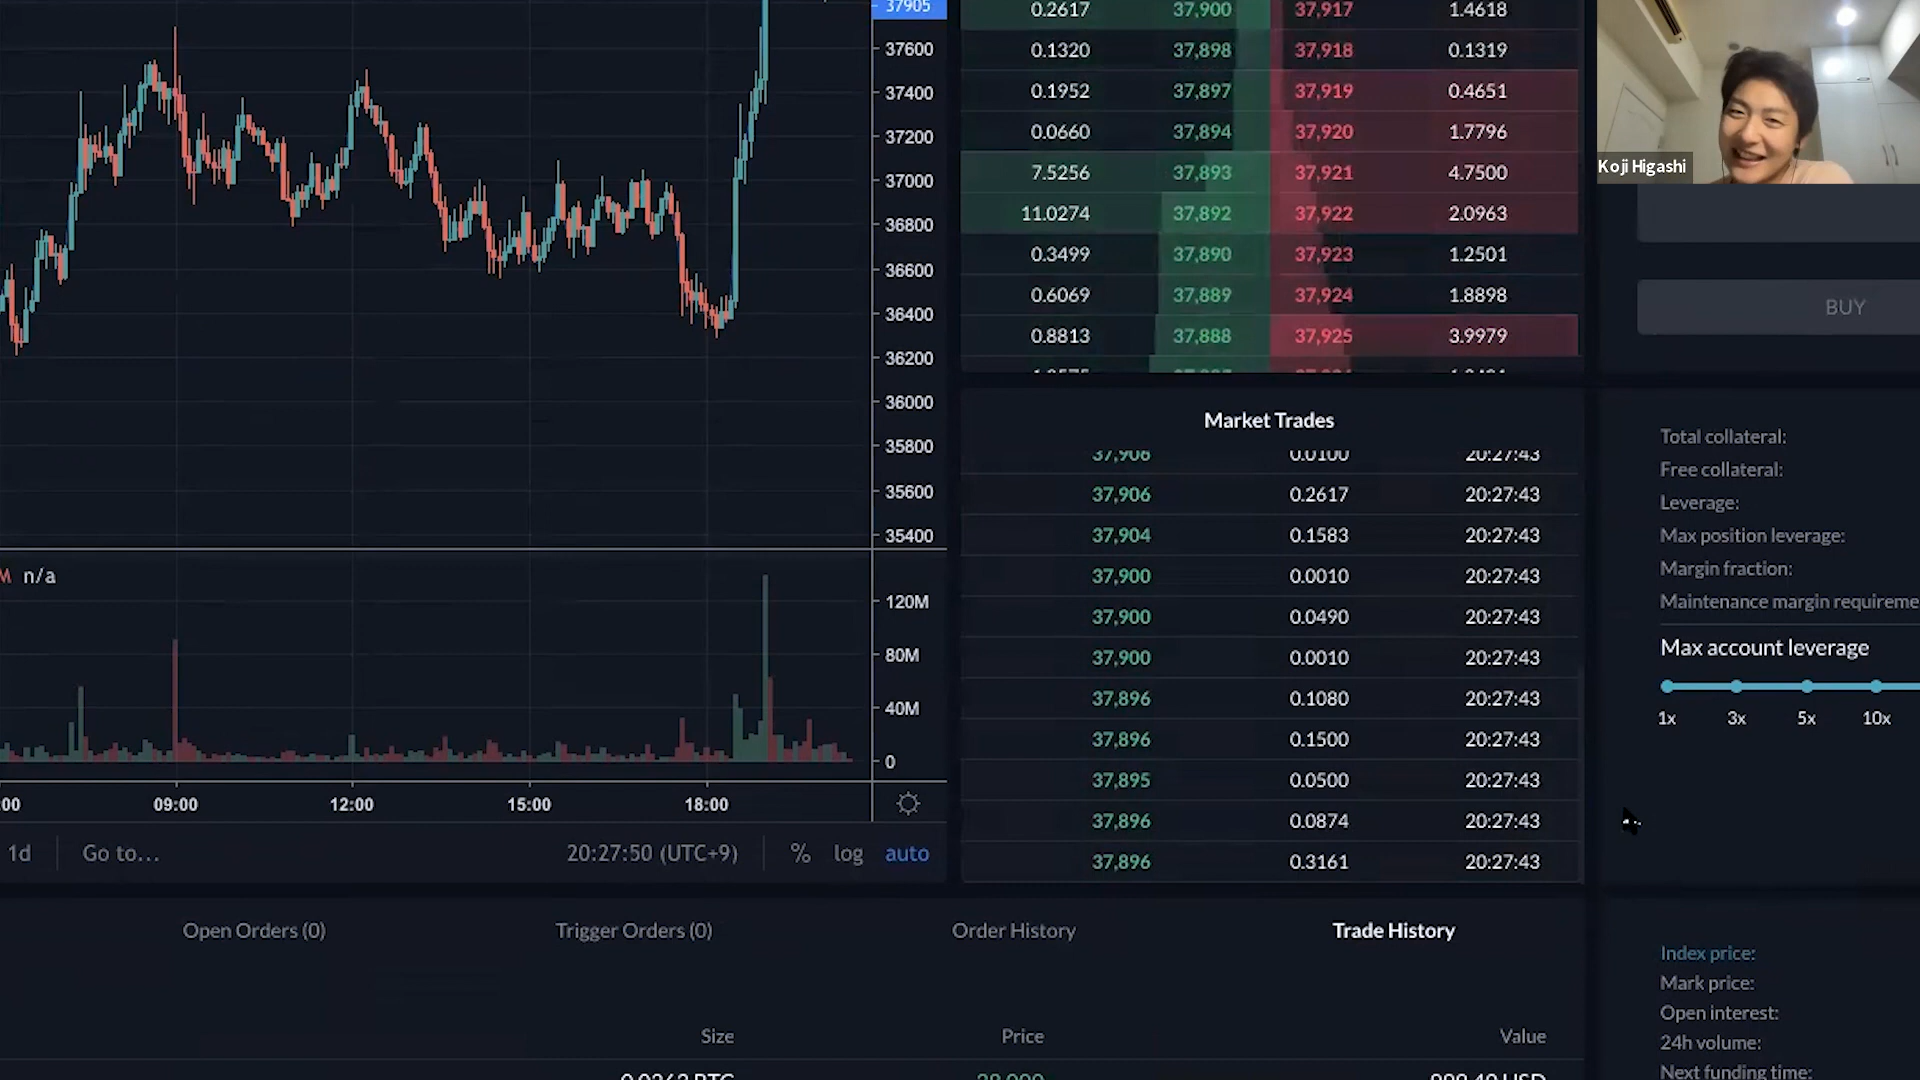 37905
37600
37400
37200
37000
36800
36600
36400
36200
36000
35800
35600
35400
M n/a
120M
80M
40M
0
:00 09:00 12:00 15:00 18:00
1d Go to... 20:27:50 (UTC+9) % log auto
0.2617 37,900 37,917 1.4618
0.1320 37,898 37,918 0.1319
0.1952 37,897 37,919 0.4651
0.0660 37,894 37,920 1.7796
7.5256 37,893 37,921 4.7500
11.0274 37,892 37,922 2.0963
0.3499 37,890 37,923 1.2501
0.6069 37,889 37,924 1.8898
0.8813 37,888 37,925 3.9979
Market Trades
37,906 0.0100 20:27:43
37,906 0.2617 20:27:43
37,904 0.1583 20:27:43
37,900 0.0010 20:27:43
37,900 0.0490 20:27:43
37,900 0.0010 20:27:43
37,896 0.1080 20:27:43
37,896 0.1500 20:27:43
37,895 0.0500 20:27:43
37,896 0.0874 20:27:43
37,896 0.3161 20:27:43
Koji Higashi
BUY
Total collateral:
Free collateral:
Leverage:
Max position leverage:
Margin fraction:
Maintenance margin requireme
Max account leverage
1x 3x 5x 10x
Open Orders (0) Trigger Orders (0) Order History Trade History
Size Price Value
Index price:
Mark price:
Open interest:
24h volume:
Next funding time: